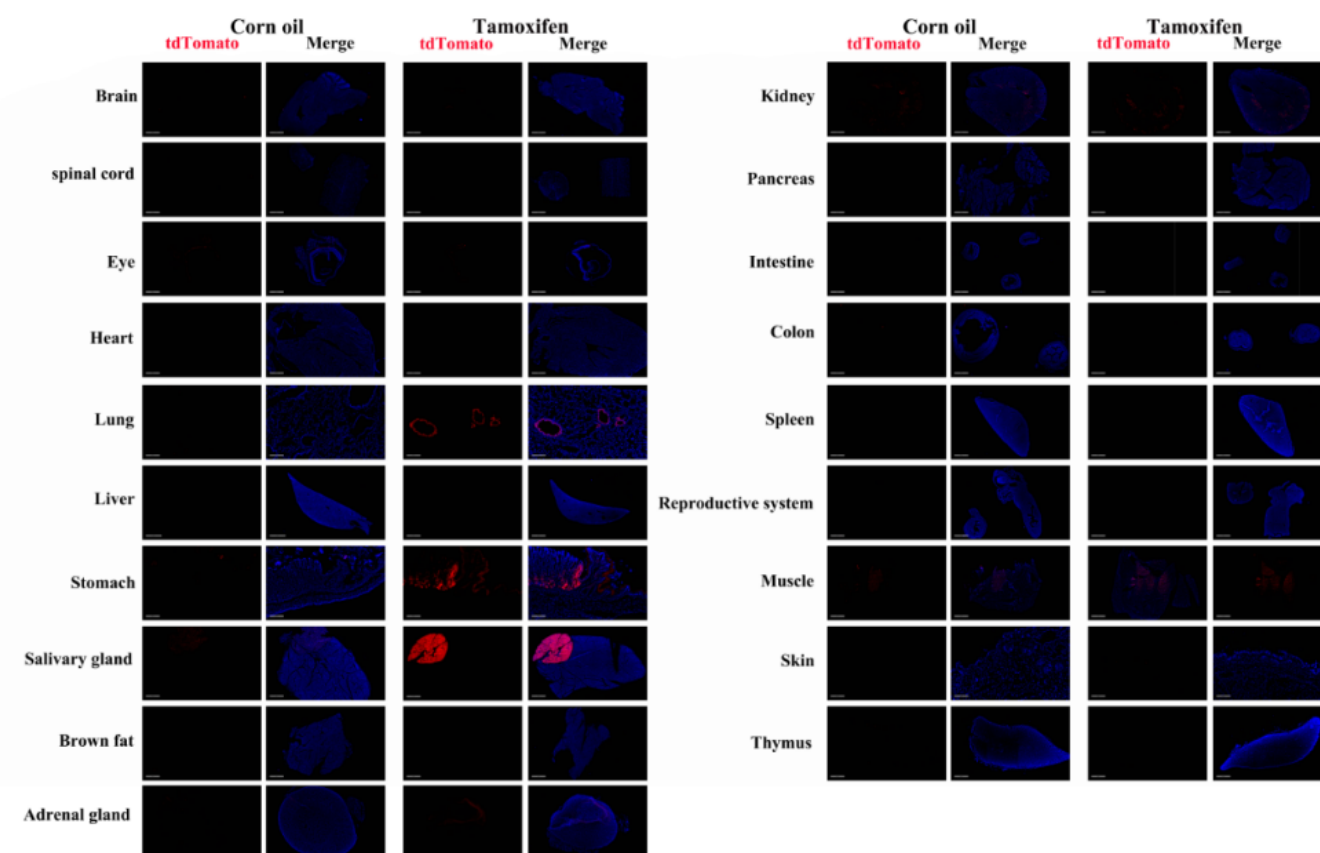 Corn oil Tamoxifen
tdTomato Merge tdTomato Merge
Brain
spinal cord
Eye
Heart
Lung
Liver
Stomach
Salivary gland
Brown fat
Adrenal gland
Corn oil Tamoxifen
tdTomato Merge tdTomato Merge
Kidney
Pancreas
Intestine
Colon
Spleen
Reproductive system
Muscle
Skin
Thymus